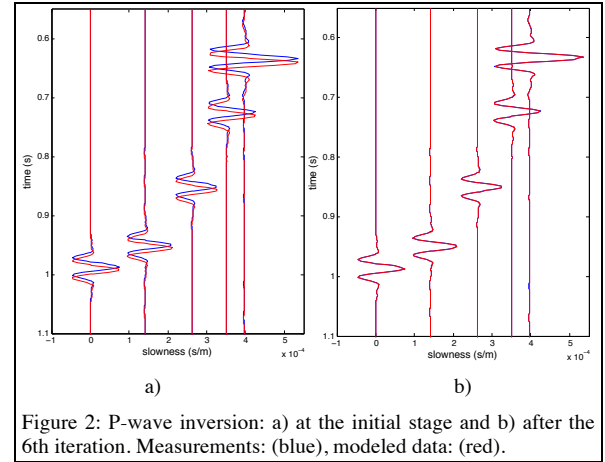 0.6
0.7
0.8
0.9
1
1.1
time (s)
−1 0 1 2 3 4 5
slowness (s/m)
x 10⁻⁴
a)
0.6
0.7
0.8
0.9
1
1.1
time (s)
−1 0 1 2 3 4 5
slowness (s/m)
x 10⁻⁴
b)
Figure 2: P-wave inversion: a) at the initial stage and b) after the
6th iteration. Measurements: (blue), modeled data: (red).